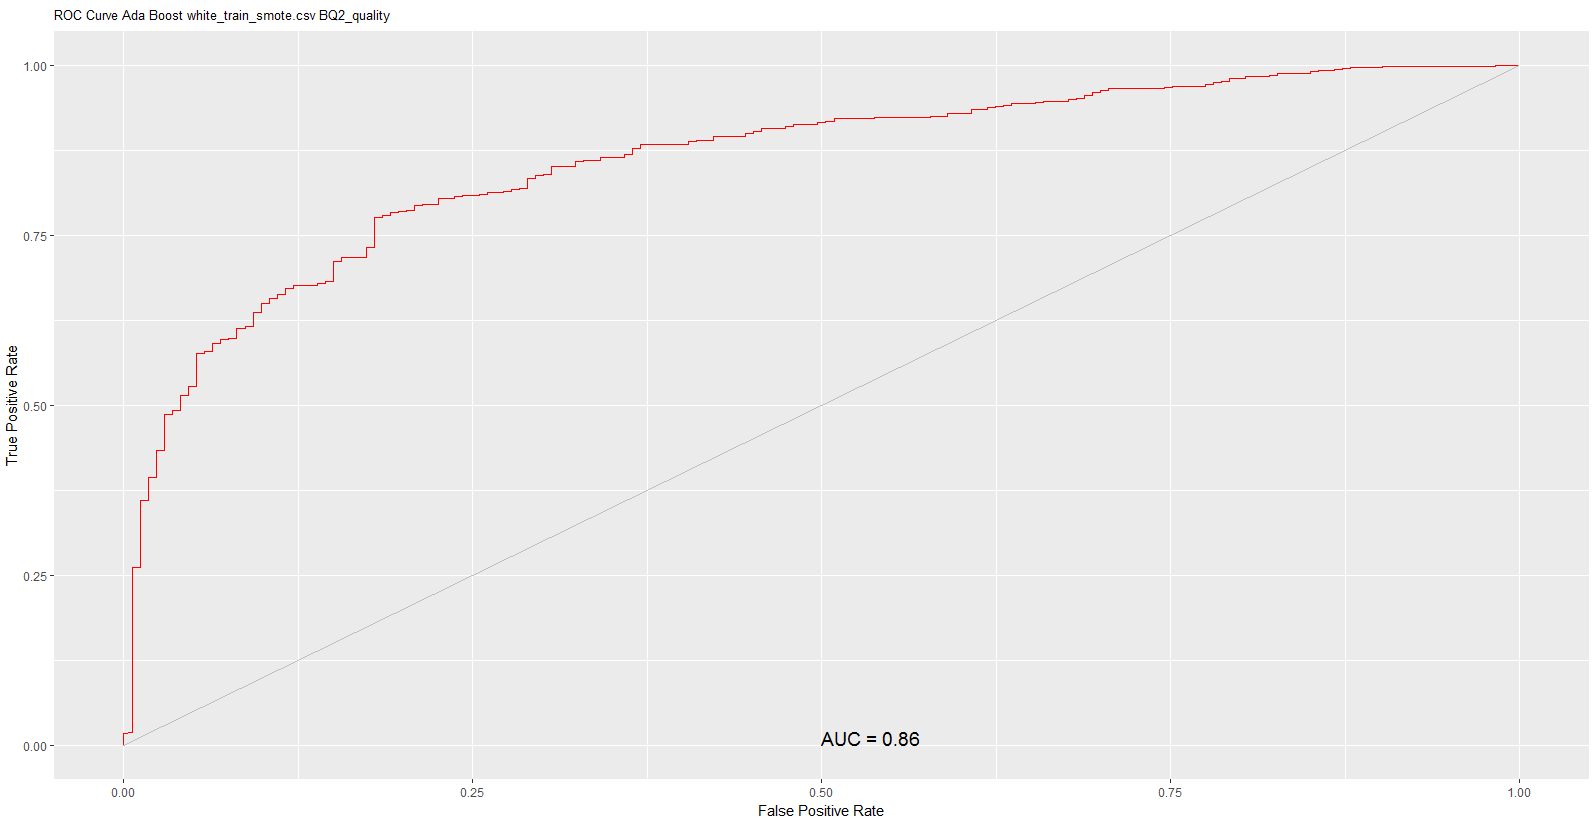 ROC Curve Ada Boost white_train_smote.csv BQ2_quality
1.00
0.75
0.50
0.25
0.00
True Positive Rate
AUC = 0.86
0.00 0.25 0.50 0.75 1.00
False Positive Rate